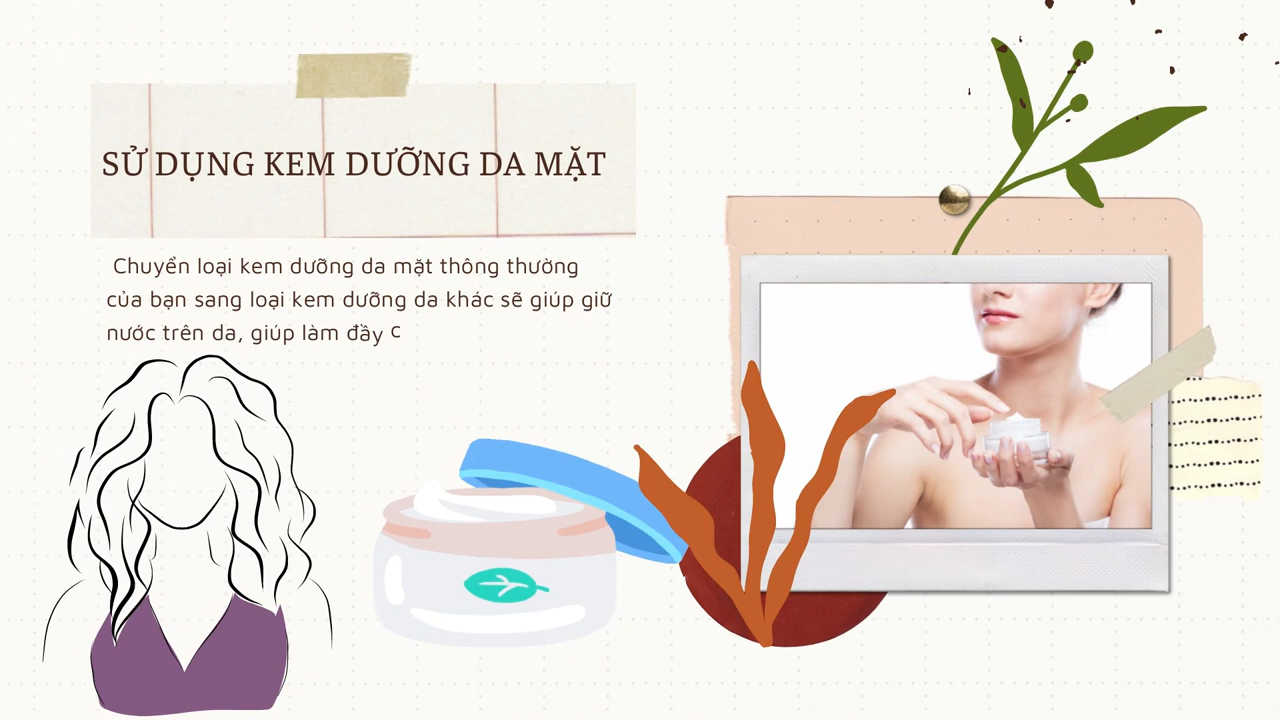 SỬ DỤNG KEM DƯỠNG DA MẶT
Chuyển loại kem dưỡng da mặt thông thường
của bạn sang loại kem dưỡng da khác sẽ giúp giữ
nước trên da, giúp làm đầy c